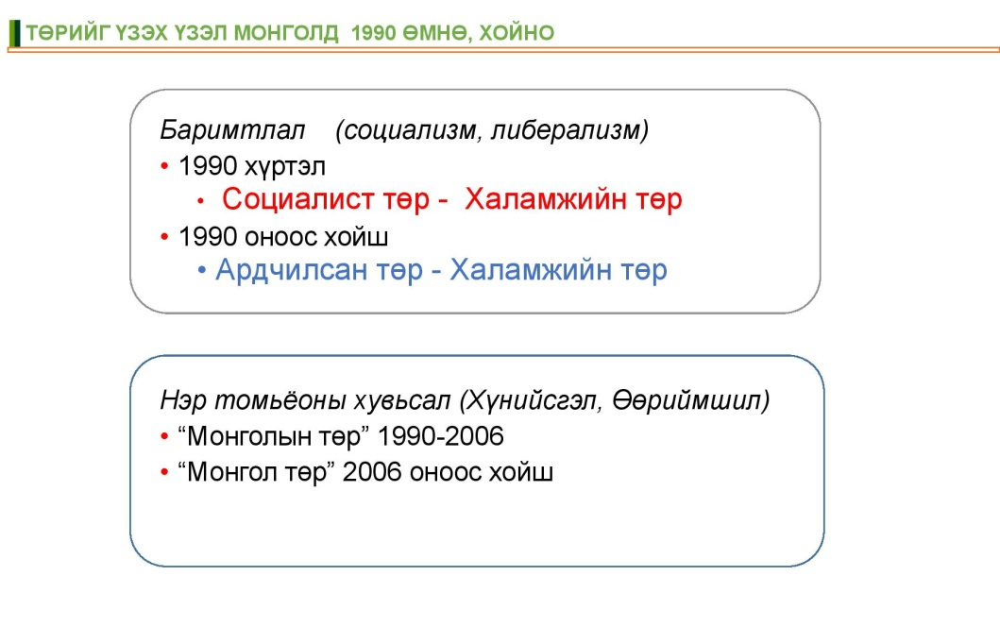 ТӨРИЙГ ҮЗЭХ ҮЗЭЛ МОНГОЛД 1990 ӨМНӨ, ХОЙНО
Баримтлал (социализм, либерализм)
• 1990 хүртэл
• Социалист төр - Халамжийн төр
• 1990 оноос хойш
• Ардчилсан төр - Халамжийн төр
Нэр томьёоны хувьсал (Хүнийсгэл, Өөриймшил)
• “Монголын төр” 1990-2006
• “Монгол төр” 2006 оноос хойш